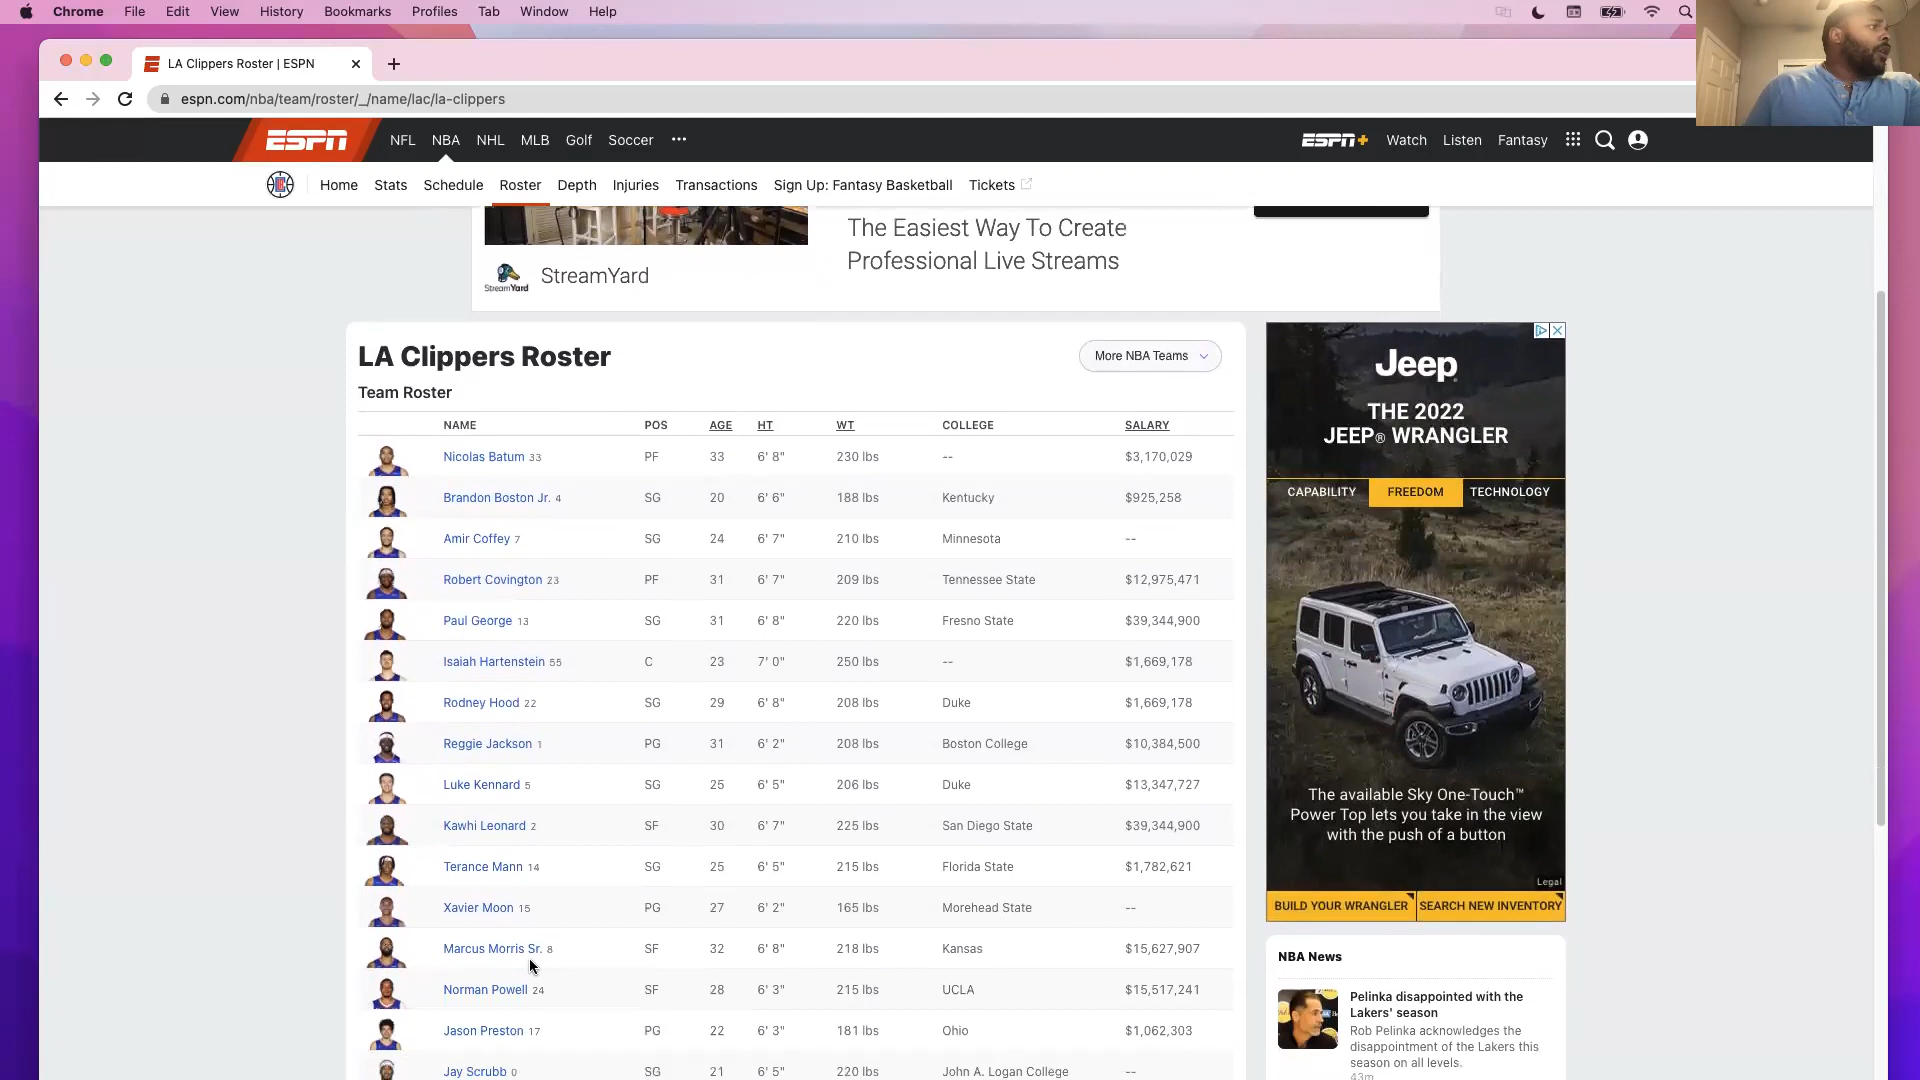 Chrome File Edit View History Bookmarks Profiles Tab Window Help
LA Clippers Roster | ESPN
espn.com/nba/team/roster/_/name/lac/la-clippers
ESPN NFL NBA NHL MLB Golf Soccer ESPN+ Watch Listen Fantasy
Home Stats Schedule Roster Depth Injuries Transactions Sign Up: Fantasy Basketball Tickets
The Easiest Way To Create
Professional Live Streams
StreamYard StreamYard
LA Clippers Roster More NBA Teams
Team Roster
NAME POS AGE HT WT COLLEGE SALARY
Nicolas Batum 33 PF 33 6' 8" 230 lbs -- $3,170,029
Brandon Boston Jr. 4 SG 20 6' 6" 188 lbs Kentucky $925,258
Amir Coffey 7 SG 24 6' 7" 210 lbs Minnesota --
Robert Covington 23 PF 31 6' 7" 209 lbs Tennessee State $12,975,471
Paul George 13 SG 31 6' 8" 220 lbs Fresno State $39,344,900
Isaiah Hartenstein 55 C 23 7' 0" 250 lbs -- $1,669,178
Rodney Hood 22 SG 29 6' 8" 208 lbs Duke $1,669,178
Reggie Jackson 1 PG 31 6' 2" 208 lbs Boston College $10,384,500
Luke Kennard 5 SG 25 6' 5" 206 lbs Duke $13,347,727
Kawhi Leonard 2 SF 30 6' 7" 225 lbs San Diego State $39,344,900
Terance Mann 14 SG 25 6' 5" 215 lbs Florida State $1,782,621
Xavier Moon 15 PG 27 6' 2" 165 lbs Morehead State --
Marcus Morris Sr. 8 SF 32 6' 8" 218 lbs Kansas $15,627,907
Norman Powell 24 SF 28 6' 3" 215 lbs UCLA $15,517,241
Jason Preston 17 PG 22 6' 3" 181 lbs Ohio $1,062,303
Jay Scrubb 0 SG 21 6' 5" 220 lbs John A. Logan College --
Jeep
THE 2022
JEEP® WRANGLER
CAPABILITY FREEDOM TECHNOLOGY
The available Sky One-Touch™
Power Top lets you take in the view
with the push of a button
Legal
BUILD YOUR WRANGLER SEARCH NEW INVENTORY
NBA News
Pelinka disappointed with the
Lakers' season
Rob Pelinka acknowledges the
disappointment of the Lakers this
season on all levels.
43m